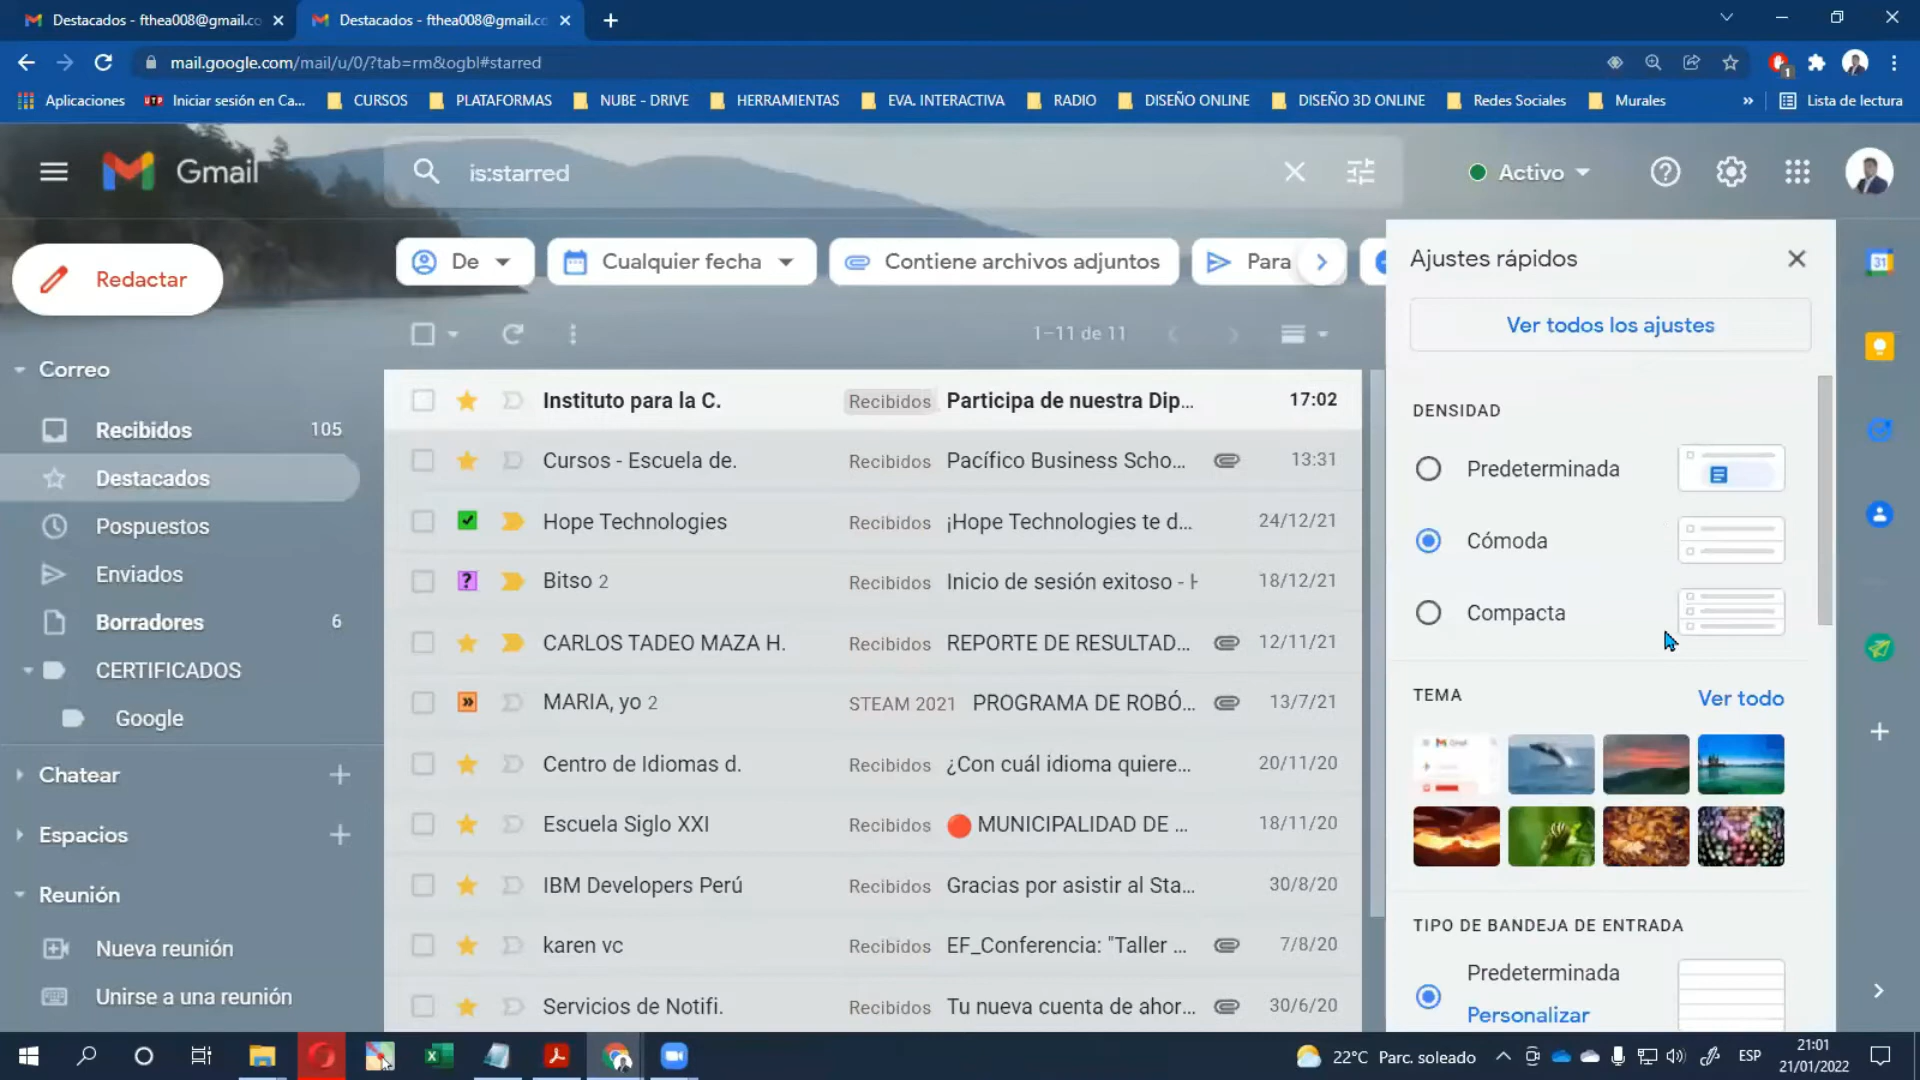 Destacados - fthea008@gmail.co
Destacados - fthea008@gmail.co
mail.google.com/mail/u/0/?tab=rm&ogbl#starred
1
Aplicaciones
UTP Iniciar sesión en Ca...
CURSOS
PLATAFORMAS
NUBE - DRIVE
HERRAMIENTAS
EVA. INTERACTIVA
RADIO
DISEÑO ONLINE
DISEÑO 3D ONLINE
Redes Sociales
Murales
»
Lista de lectura
Gmail
is:starred
Activo
Redactar
De
Cualquier fecha
Contiene archivos adjuntos
Para
1–11 de 11
Correo
Recibidos 105
Destacados
Pospuestos
Enviados
Borradores 6
CERTIFICADOS
Google
Chatear
Espacios
Reunión
Nueva reunión
Unirse a una reunión
Instituto para la C. Recibidos Participa de nuestra Dip... 17:02
Cursos - Escuela de. Recibidos Pacífico Business Scho... 13:31
Hope Technologies Recibidos ¡Hope Technologies te d... 24/12/21
Bitso 2 Recibidos Inicio de sesión exitoso - 18/12/21
CARLOS TADEO MAZA H. Recibidos REPORTE DE RESULTAD... 12/11/21
MARIA, yo 2 STEAM 2021 PROGRAMA DE ROBÓ... 13/7/21
Centro de Idiomas d. Recibidos ¿Con cuál idioma quiere... 20/11/20
Escuela Siglo XXI Recibidos MUNICIPALIDAD DE ... 18/11/20
IBM Developers Perú Recibidos Gracias por asistir al Sta... 30/8/20
karen vc Recibidos EF_Conferencia: "Taller ... 7/8/20
Servicios de Notifi. Recibidos Tu nueva cuenta de ahor... 30/6/20
Ajustes rápidos
Ver todos los ajustes
DENSIDAD
Predeterminada
Cómoda
Compacta
TEMA Ver todo
Gmail
TIPO DE BANDEJA DE ENTRADA
Predeterminada
Personalizar
31
22°C Parc. soleado
ESP
21:01
21/01/2022